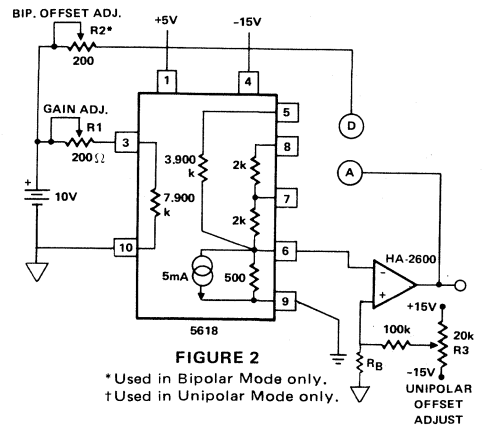 BIP. OFFSET ADJ.
R2*
200
+5V
-15V
1
4
GAIN ADJ.
R1
200Ω
3
5
D
8
3.900
k
2k
A
7
+
10V
7.900
k
2k
10
6
HA-2600
5mA
500
-
+
9
+15V
100k
20k
R3
5618
RB
-15V
FIGURE 2
UNIPOLAR
OFFSET
ADJUST
*Used in Bipolar Mode only.
†Used in Unipolar Mode only.